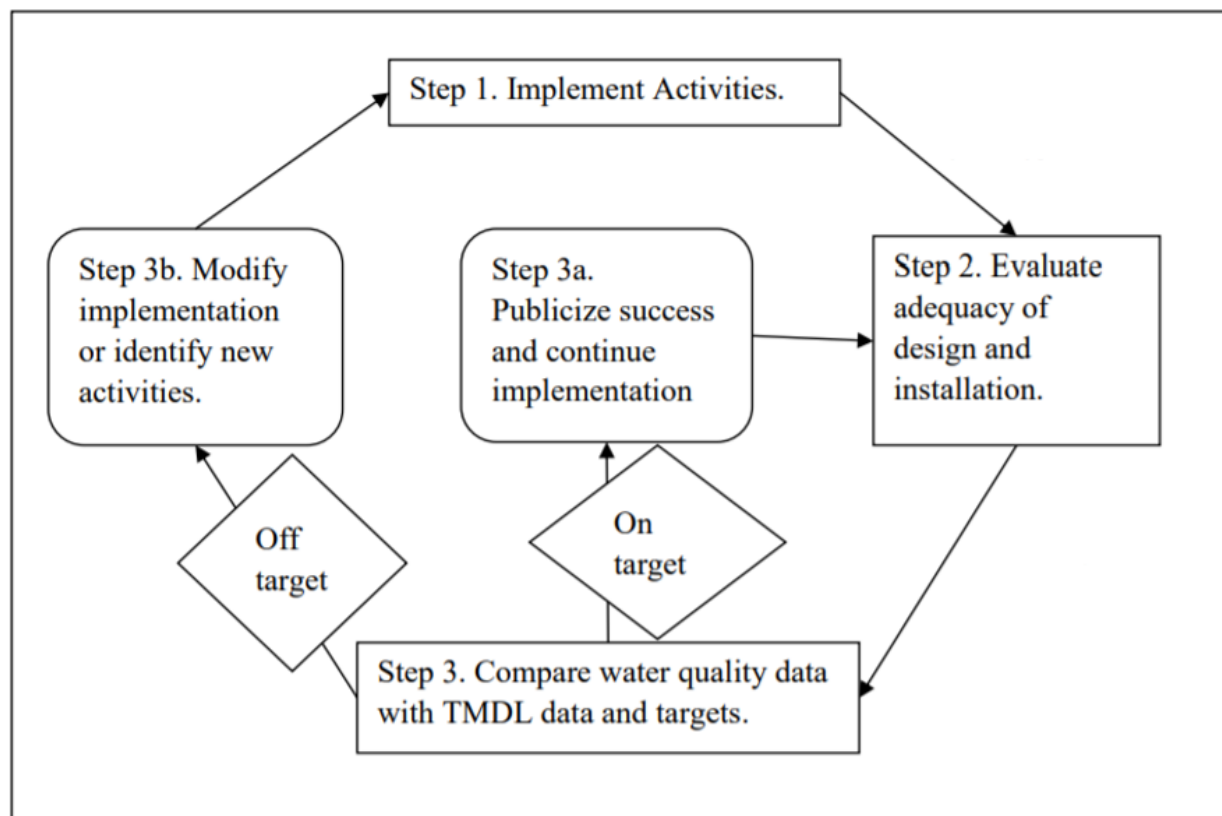 Step 1. Implement Activities.
Step 3b. Modify
implementation
or identify new
activities.
Step 3a.
Publicize success
and continue
implementation
Step 2. Evaluate
adequacy of
design and
installation.
Off
target
On
target
Step 3. Compare water quality data
with TMDL data and targets.